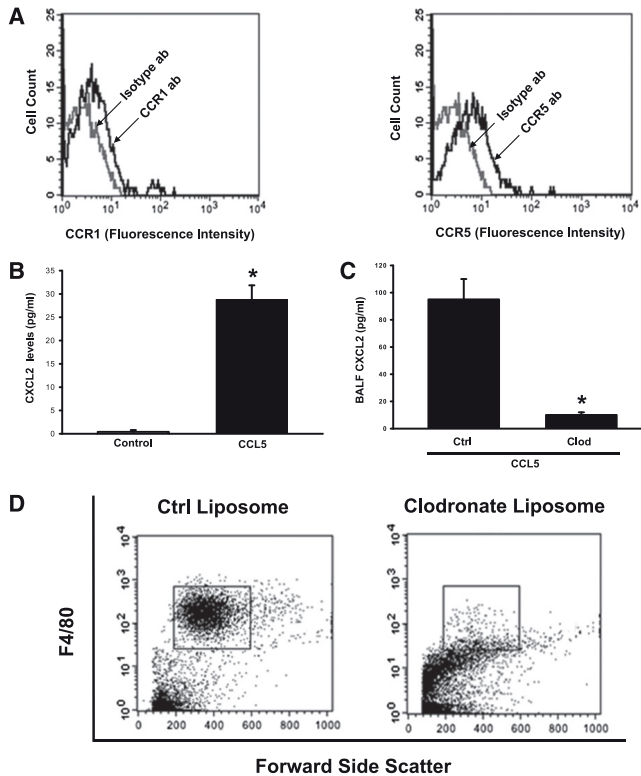 A
Cell Count
25
20
15
10
5
0
Isotype ab
CCR1 ab
10^0 10^1 10^2 10^3 10^4
CCR1 (Fluorescence Intensity)
Cell Count
25
20
15
10
5
0
Isotype ab
CCR5 ab
10^0 10^1 10^2 10^3 10^4
CCR5 (Fluorescence Intensity)
B
CXCL2 levels (pg/ml)
35
30
25
20
15
10
5
0
*
Control CCL5
C
BALF CXCL2 (pg/ml)
120
100
80
60
40
20
0
*
Ctrl Clod
CCL5
D
Ctrl Liposome
F4/80
10^4
10^3
10^2
10^1
10^0
0 200 400 600 800 1000
Clodronate Liposome
10^4
10^3
10^2
10^1
10^0
0 200 400 600 800 1000
Forward Side Scatter